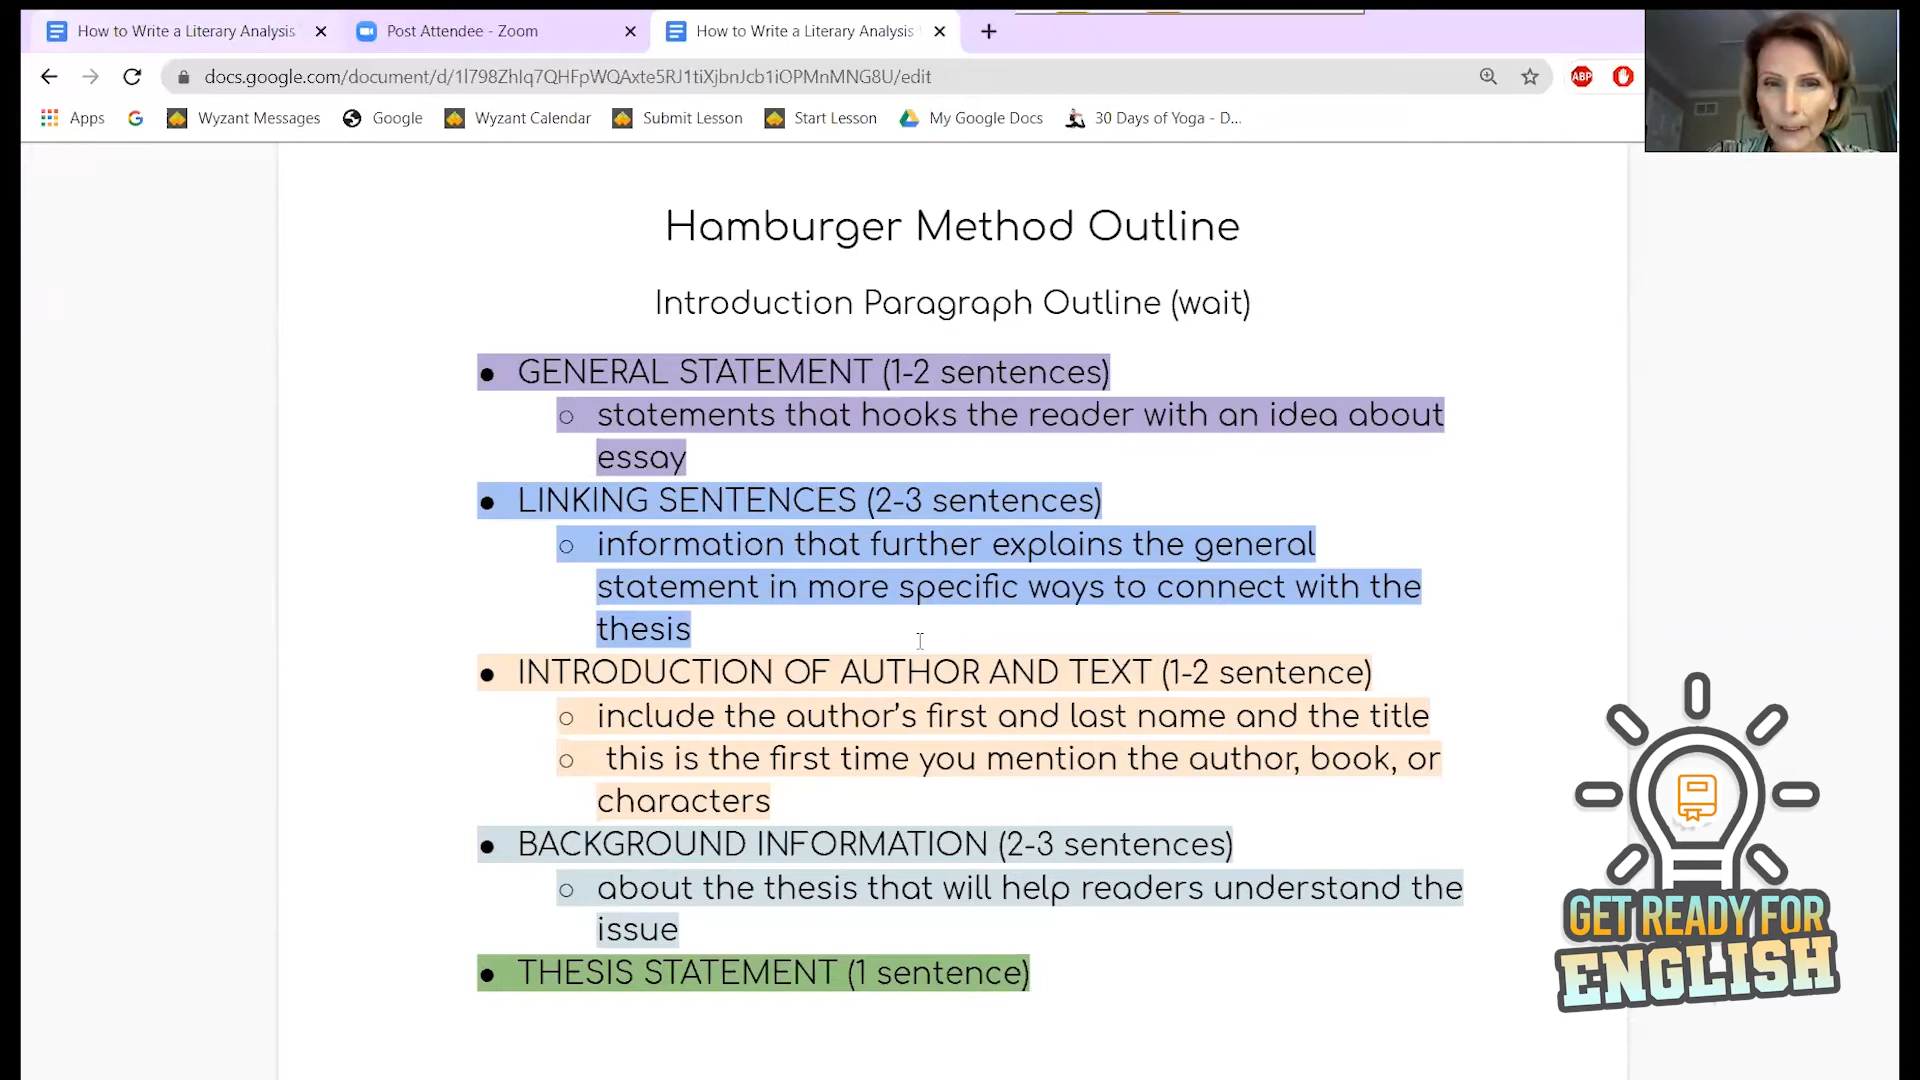 How to Write a Literary Analysis
Post Attendee - Zoom
How to Write a Literary Analysis
docs.google.com/document/d/1l798Zhlq7QHFpWQAxte5RJ1tiXjbnJcb1iOPMnMNG8U/edit
ABP
Apps
Wyzant Messages
Google
Wyzant Calendar
Submit Lesson
Start Lesson
My Google Docs
30 Days of Yoga - D...
Hamburger Method Outline
Introduction Paragraph Outline (wait)
● GENERAL STATEMENT (1-2 sentences)
○ statements that hooks the reader with an idea about
essay
● LINKING SENTENCES (2-3 sentences)
○ information that further explains the general
statement in more specific ways to connect with the
thesis
● INTRODUCTION OF AUTHOR AND TEXT (1-2 sentence)
○ include the author’s first and last name and the title
○ this is the first time you mention the author, book, or
characters
● BACKGROUND INFORMATION (2-3 sentences)
○ about the thesis that will help readers understand the
issue
● THESIS STATEMENT (1 sentence)
GET READY FOR
ENGLISH